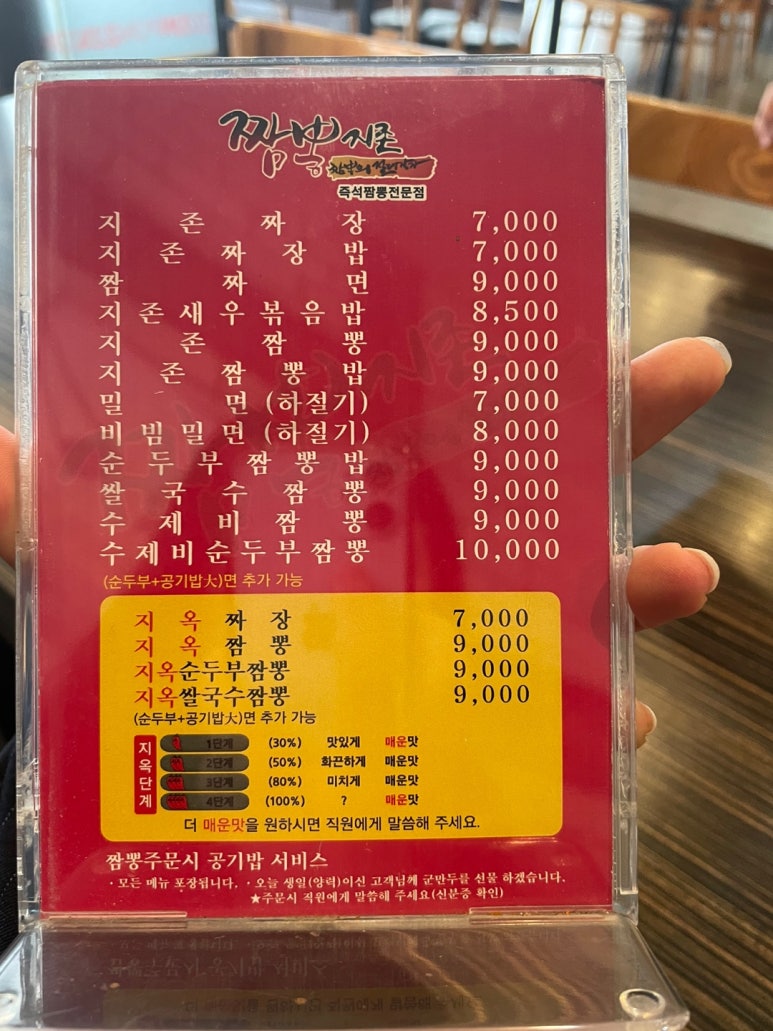 짬뽕지존
즉석짬뽕전문점
지존짜장 7,000
지존짜장밥 7,000
짬짜면 9,000
지존새우볶음밥 8,500
지존짬뽕 9,000
지존짬뽕밥 9,000
밀면(하절기) 7,000
비빔밀면(하절기) 8,000
순두부짬뽕밥 9,000
쌀국수짬뽕 9,000
수제비짬뽕 9,000
수제비순두부짬뽕 10,000
(순두부+공기밥大)면 추가 가능
지옥짜장 7,000
지옥짬뽕 9,000
지옥순두부짬뽕 9,000
지옥쌀국수짬뽕 9,000
(순두부+공기밥大)면 추가 가능
지옥단계
1단계 (30%) 맛있게 매운맛
2단계 (50%) 화끈하게 매운맛
3단계 (80%) 미치게 매운맛
4단계 (100%) ? 매운맛
더 매운맛을 원하시면 직원에게 말씀해 주세요.
짬뽕주문시 공기밥 서비스
· 모든 메뉴 포장됩니다. · 오늘 생일(양력)이신 고객님께 군만두를 선물 하겠습니다.
★주문시 직원에게 말씀해 주세요(신분증 확인)